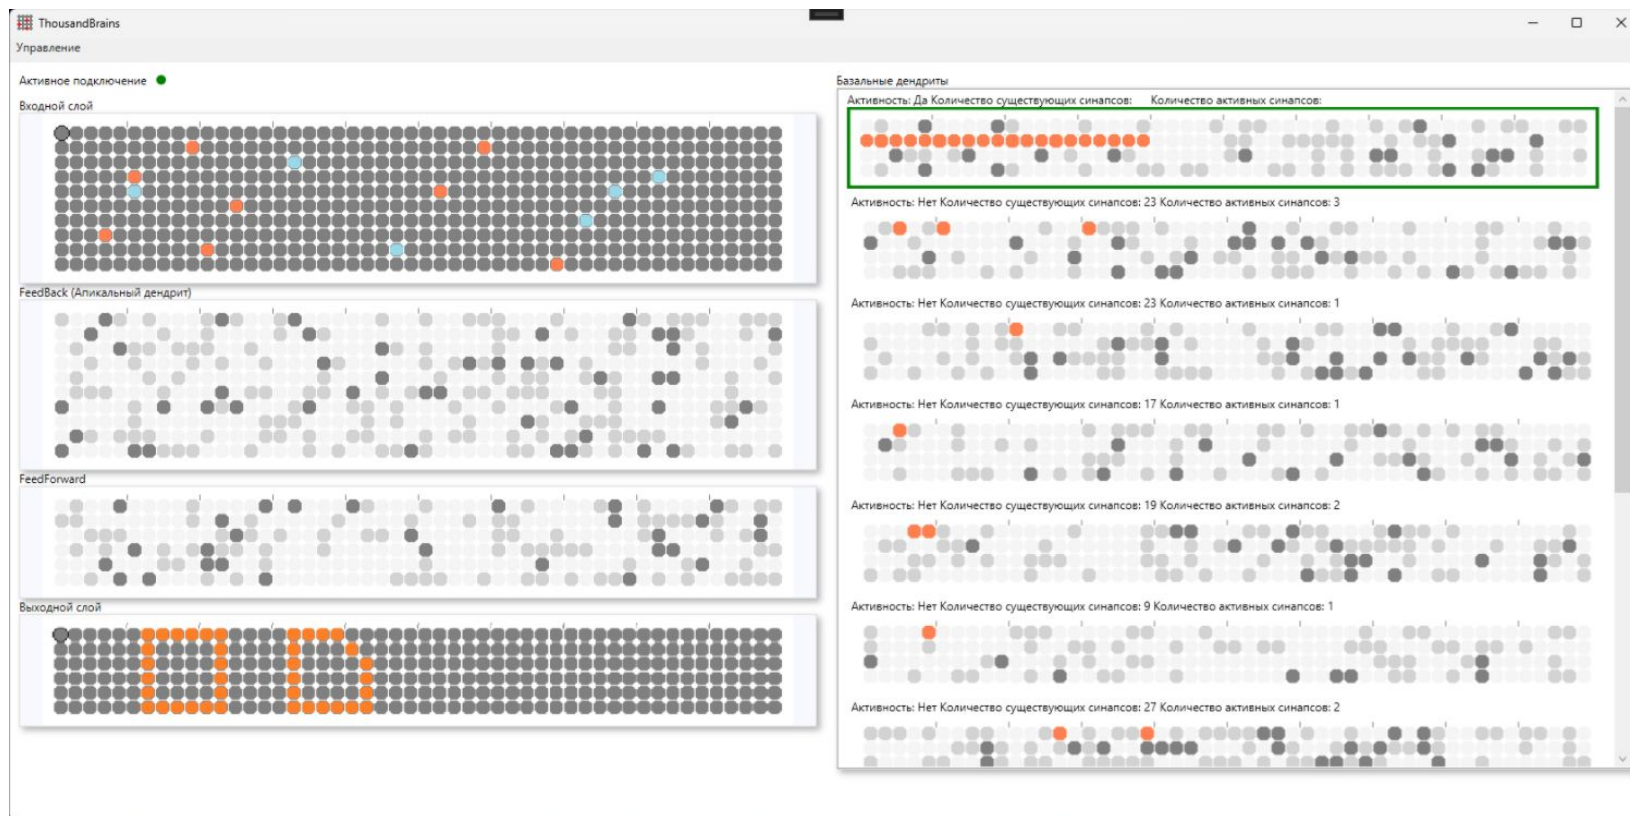 ThousandBrains
Управление
Активное подключение
Входной слой
FeedBack (Апикальный дендрит)
FeedForward
Выходной слой
Базальные дендриты
Активность: Да Количество существующих синапсов: Количество активных синапсов:
Активность: Нет Количество существующих синапсов: 23 Количество активных синапсов: 3
Активность: Нет Количество существующих синапсов: 23 Количество активных синапсов: 1
Активность: Нет Количество существующих синапсов: 17 Количество активных синапсов: 1
Активность: Нет Количество существующих синапсов: 19 Количество активных синапсов: 2
Активность: Нет Количество существующих синапсов: 9 Количество активных синапсов: 1
Активность: Нет Количество существующих синапсов: 27 Количество активных синапсов: 2